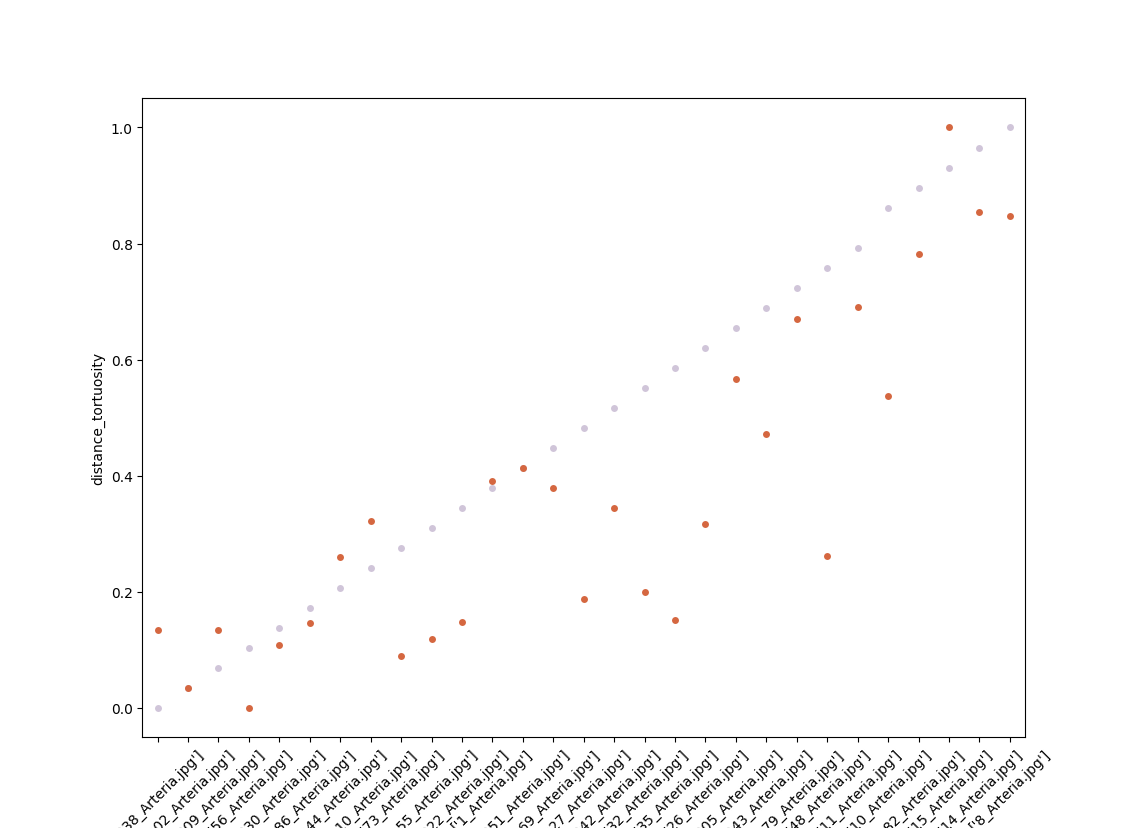 1.0
0.8
0.6
0.4
0.2
0.0
distance_tortuosity
38_Arteria.jpg']
02_Arteria.jpg']
09_Arteria.jpg']
56_Arteria.jpg']
30_Arteria.jpg']
86_Arteria.jpg']
44_Arteria.jpg']
10_Arteria.jpg']
73_Arteria.jpg']
55_Arteria.jpg']
22_Arteria.jpg']
['1_Arteria.jpg']
51_Arteria.jpg']
69_Arteria.jpg']
27_Arteria.jpg']
42_Arteria.jpg']
32_Arteria.jpg']
35_Arteria.jpg']
26_Arteria.jpg']
05_Arteria.jpg']
43_Arteria.jpg']
79_Arteria.jpg']
48_Arteria.jpg']
11_Arteria.jpg']
10_Arteria.jpg']
82_Arteria.jpg']
15_Arteria.jpg']
14_Arteria.jpg']
['8_Arteria.jpg']